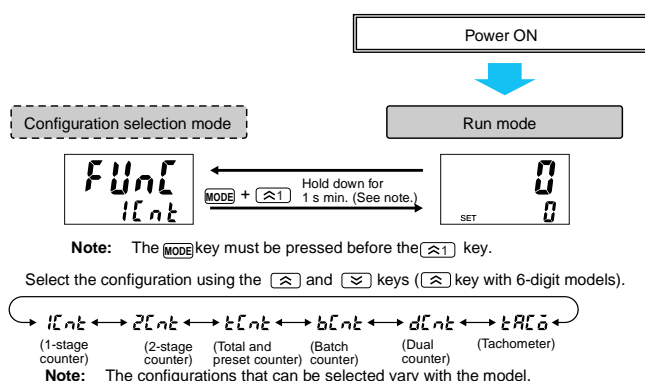 Power ON
Configuration selection mode
Run mode
FUnC
1Cnt
0
SET 0
MODE + 1 Hold down for
1 s min. (See note.)
Note: The MODE key must be pressed before the 1 key.
Select the configuration using the and keys ( key with 6-digit models).
1Cnt 2Cnt tCnt bCnt dCnt tACo
(1-stage counter) (2-stage counter) (Total and preset counter) (Batch counter) (Dual counter) (Tachometer)
Note: The configurations that can be selected vary with the model.